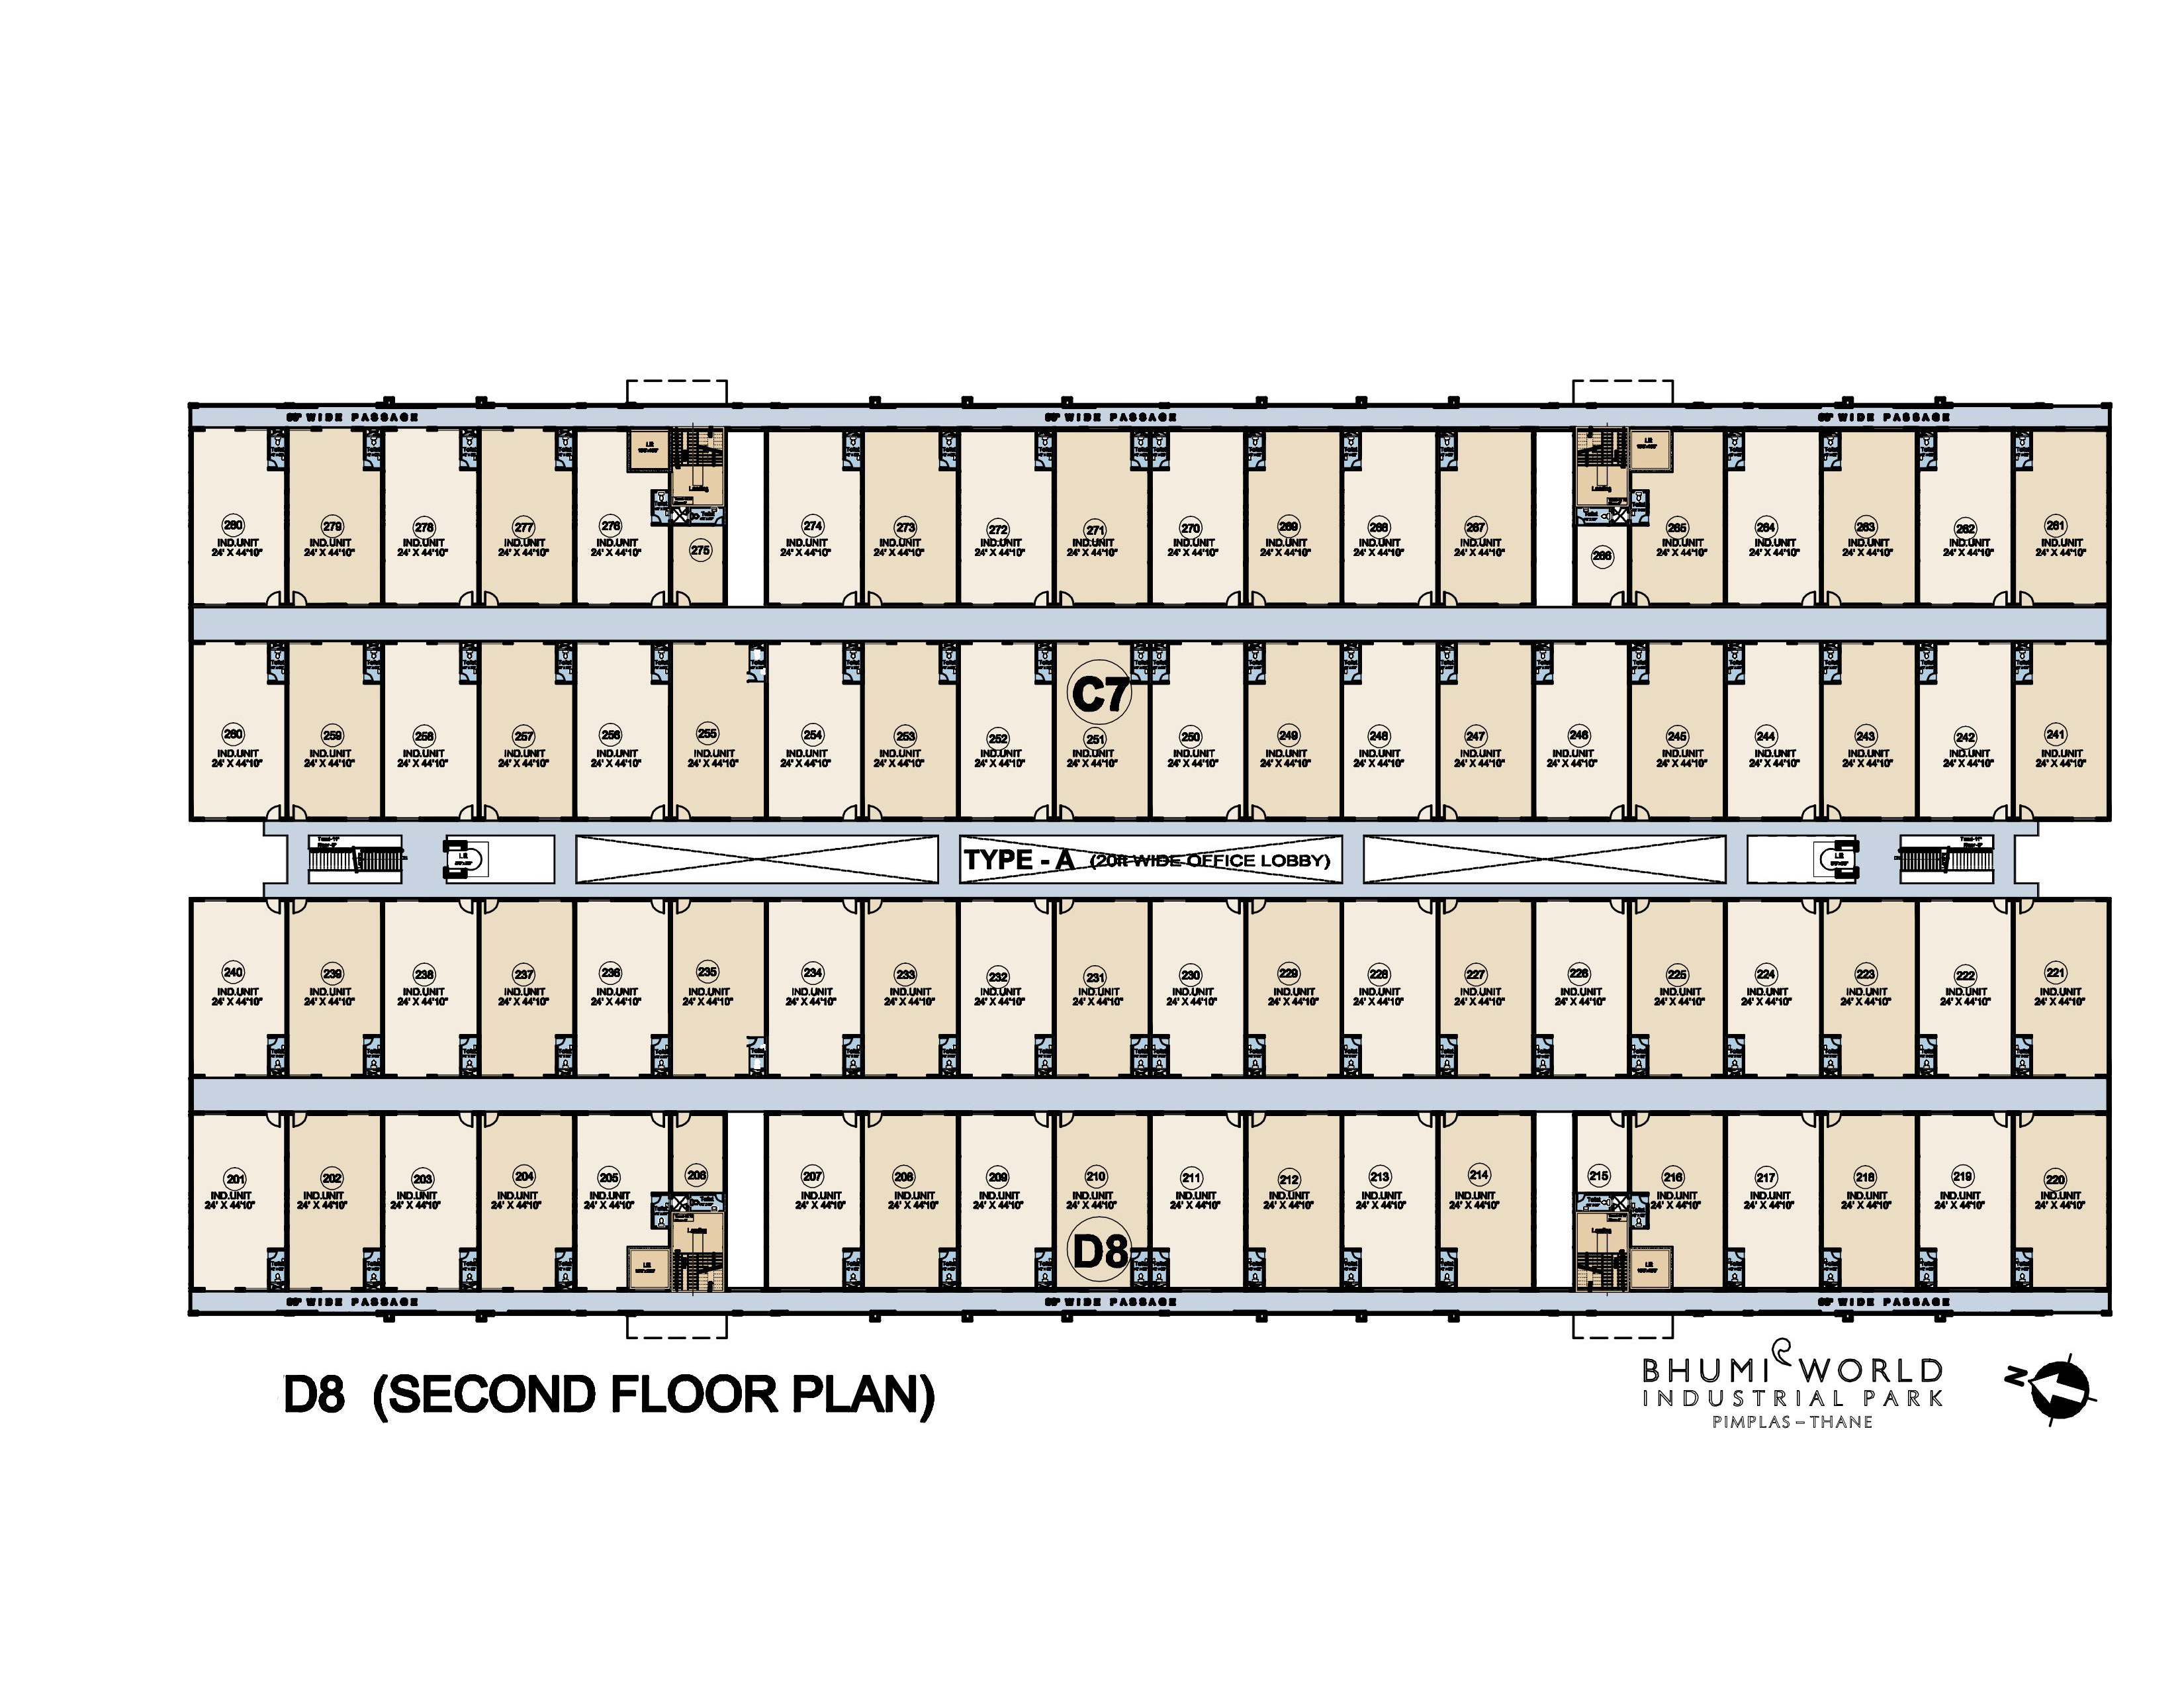 WIDE PASSAGE WIDE PASSAGE WIDE PASSAGE
Lift Lift
Landing Landing
Toilet Toilet
280 279 278 277 276 274 273 272 271 270 269 268 267 265 264 263 262 261
275 266
IND.UNIT IND.UNIT IND.UNIT IND.UNIT IND.UNIT IND.UNIT IND.UNIT IND.UNIT IND.UNIT IND.UNIT IND.UNIT IND.UNIT IND.UNIT IND.UNIT IND.UNIT IND.UNIT IND.UNIT IND.UNIT
24' X 44'10" 24' X 44'10" 24' X 44'10" 24' X 44'10" 24' X 44'10" 24' X 44'10" 24' X 44'10" 24' X 44'10" 24' X 44'10" 24' X 44'10" 24' X 44'10" 24' X 44'10" 24' X 44'10" 24' X 44'10" 24' X 44'10" 24' X 44'10" 24' X 44'10" 24' X 44'10"
C7
260 259 258 257 256 255 254 253 252 251 250 249 248 247 246 245 244 243 242 241
IND.UNIT IND.UNIT IND.UNIT IND.UNIT IND.UNIT IND.UNIT IND.UNIT IND.UNIT IND.UNIT IND.UNIT IND.UNIT IND.UNIT IND.UNIT IND.UNIT IND.UNIT IND.UNIT IND.UNIT IND.UNIT IND.UNIT IND.UNIT
24' X 44'10" 24' X 44'10" 24' X 44'10" 24' X 44'10" 24' X 44'10" 24' X 44'10" 24' X 44'10" 24' X 44'10" 24' X 44'10" 24' X 44'10" 24' X 44'10" 24' X 44'10" 24' X 44'10" 24' X 44'10" 24' X 44'10" 24' X 44'10" 24' X 44'10" 24' X 44'10" 24' X 44'10" 24' X 44'10"
TYPE - A (20ft WIDE OFFICE LOBBY)
240 239 238 237 236 235 234 233 232 231 230 229 228 227 226 225 224 223 222 221
IND.UNIT IND.UNIT IND.UNIT IND.UNIT IND.UNIT IND.UNIT IND.UNIT IND.UNIT IND.UNIT IND.UNIT IND.UNIT IND.UNIT IND.UNIT IND.UNIT IND.UNIT IND.UNIT IND.UNIT IND.UNIT IND.UNIT IND.UNIT
24' X 44'10" 24' X 44'10" 24' X 44'10" 24' X 44'10" 24' X 44'10" 24' X 44'10" 24' X 44'10" 24' X 44'10" 24' X 44'10" 24' X 44'10" 24' X 44'10" 24' X 44'10" 24' X 44'10" 24' X 44'10" 24' X 44'10" 24' X 44'10" 24' X 44'10" 24' X 44'10" 24' X 44'10" 24' X 44'10"
201 202 203 204 205 206 207 208 209 210 211 212 213 214 215 216 217 218 219 220
IND.UNIT IND.UNIT IND.UNIT IND.UNIT IND.UNIT IND.UNIT IND.UNIT IND.UNIT IND.UNIT IND.UNIT IND.UNIT IND.UNIT IND.UNIT IND.UNIT IND.UNIT IND.UNIT IND.UNIT IND.UNIT
24' X 44'10" 24' X 44'10" 24' X 44'10" 24' X 44'10" 24' X 44'10" 24' X 44'10" 24' X 44'10" 24' X 44'10" 24' X 44'10" 24' X 44'10" 24' X 44'10" 24' X 44'10" 24' X 44'10" 24' X 44'10" 24' X 44'10" 24' X 44'10" 24' X 44'10" 24' X 44'10"
Toilet Toilet
Landing Landing
D8
WIDE PASSAGE WIDE PASSAGE WIDE PASSAGE
D8 (SECOND FLOOR PLAN)
BHUMI WORLD
INDUSTRIAL PARK
PIMPLAS - THANE
N